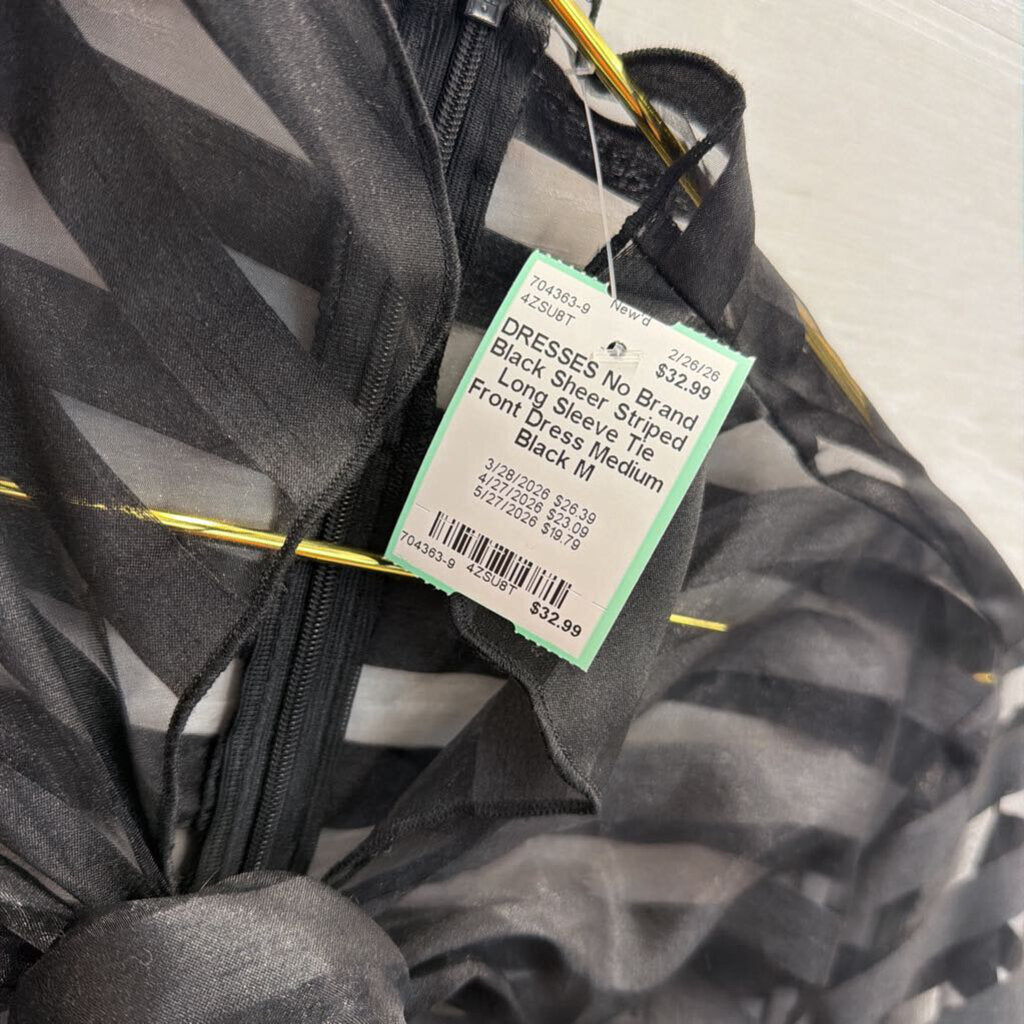 704363-9 New'd
4ZSU8T 2/26/26
$32.99
DRESSES No Brand
Black Sheer Striped
Long Sleeve Tie
Front Dress Medium
Black M
3/28/2026 $26.39
4/27/2026 $23.09
5/27/2026 $19.79
704363-9 4ZSU8T
$32.99